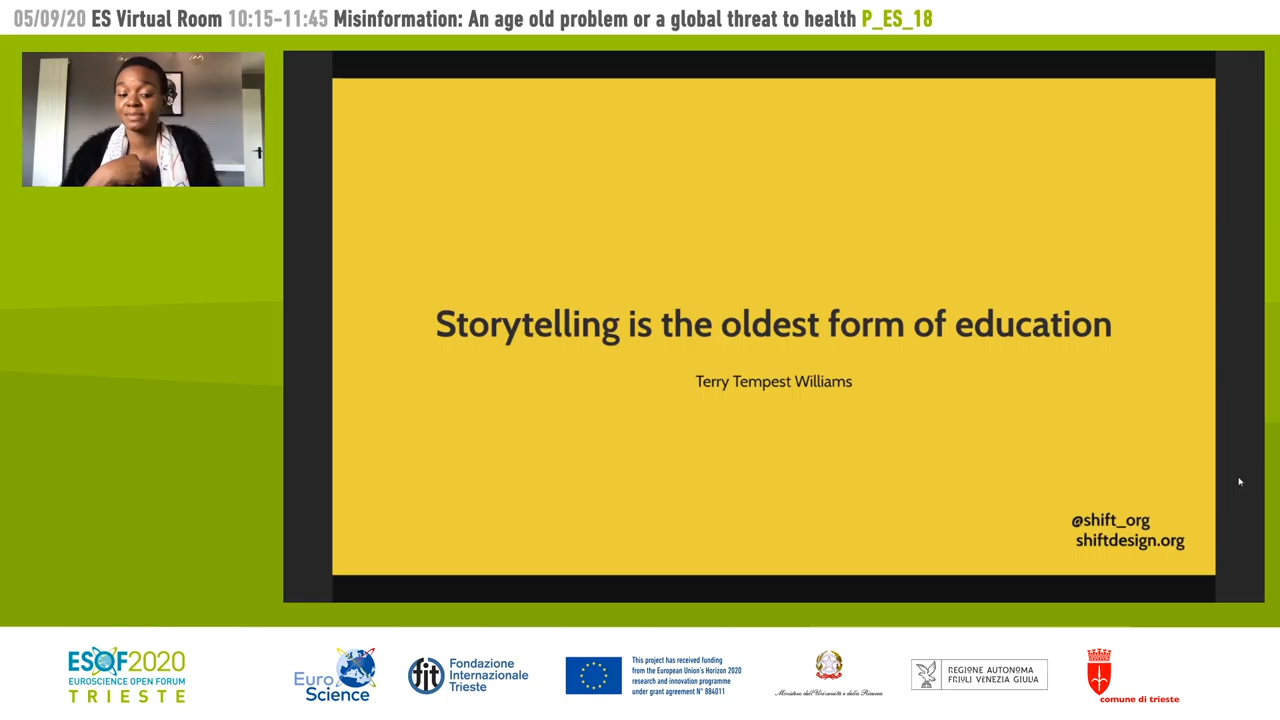 05/09/20 ES Virtual Room 10:15-11:45 Misinformation: An age old problem or a global threat to health P_ES_18
Storytelling is the oldest form of education
Terry Tempest Williams
@shift_org
shiftdesign.org
ESOF2020
EUROSCIENCE OPEN FORUM
TRIESTE
Euro
Science
fit
Fondazione
Internazionale
Trieste
This project has received funding
from the European Union's Horizon 2020
research and innovation programme
under grant agreement N° 884011
Ministero dell'Università e della Ricerca
REGIONE AUTONOMA
FRIULI VENEZIA GIULIA
comune di trieste